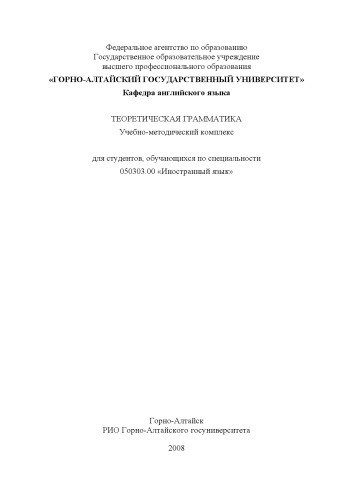 Федеральное агентство по образованию
Государственное образовательное учреждение
высшего профессионального образования
«ГОРНО-АЛТАЙСКИЙ ГОСУДАРСТВЕННЫЙ УНИВЕРСИТЕТ»
Кафедра английского языка
ТЕОРЕТИЧЕСКАЯ ГРАММАТИКА
Учебно-методический комплекс
для студентов, обучающихся по специальности
050303.00 «Иностранный язык»
Горно-Алтайск
РИО Горно-Алтайского госуниверситета
2008